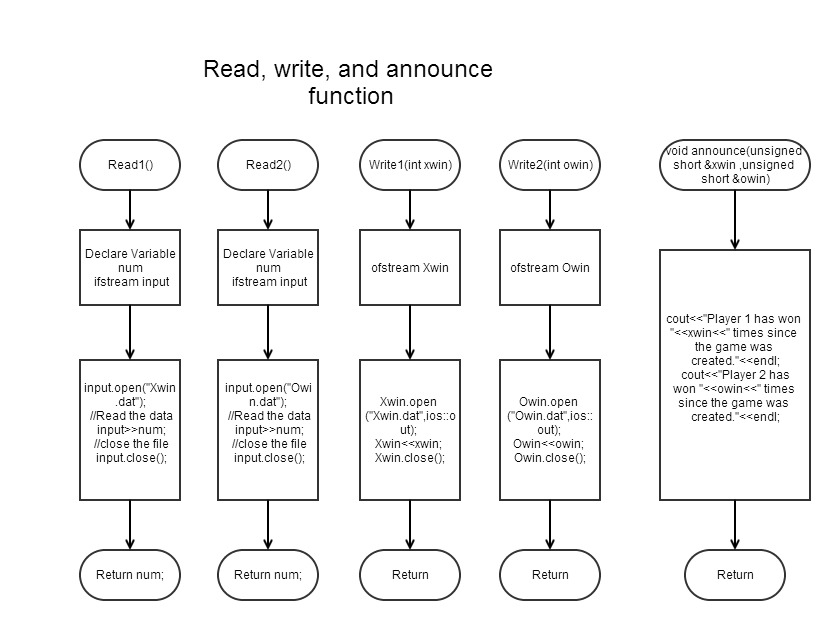 Read, write, and announce
function
Read1()
Declare Variable
num
ifstream input
input.open("Xwin
.dat");
//Read the data
input>>num;
//close the file
input.close();
Return num;
Read2()
Declare Variable
num
ifstream input
input.open("Owi
n.dat");
//Read the data
input>>num;
//close the file
input.close();
Return num;
Write1(int xwin)
ofstream Xwin
Xwin.open
("Xwin.dat",ios::o
ut);
Xwin<<xwin;
Xwin.close();
Return
Write2(int owin)
ofstream Owin
Owin.open
("Owin.dat",ios::
out);
Owin<<owin;
Owin.close();
Return
void announce(unsigned
short &xwin ,unsigned
short &owin)
cout<<"Player 1 has won
"<<xwin<<" times since
the game was
created."<<endl;
cout<<"Player 2 has
won "<<owin<<" times
since the game was
created."<<endl;
Return